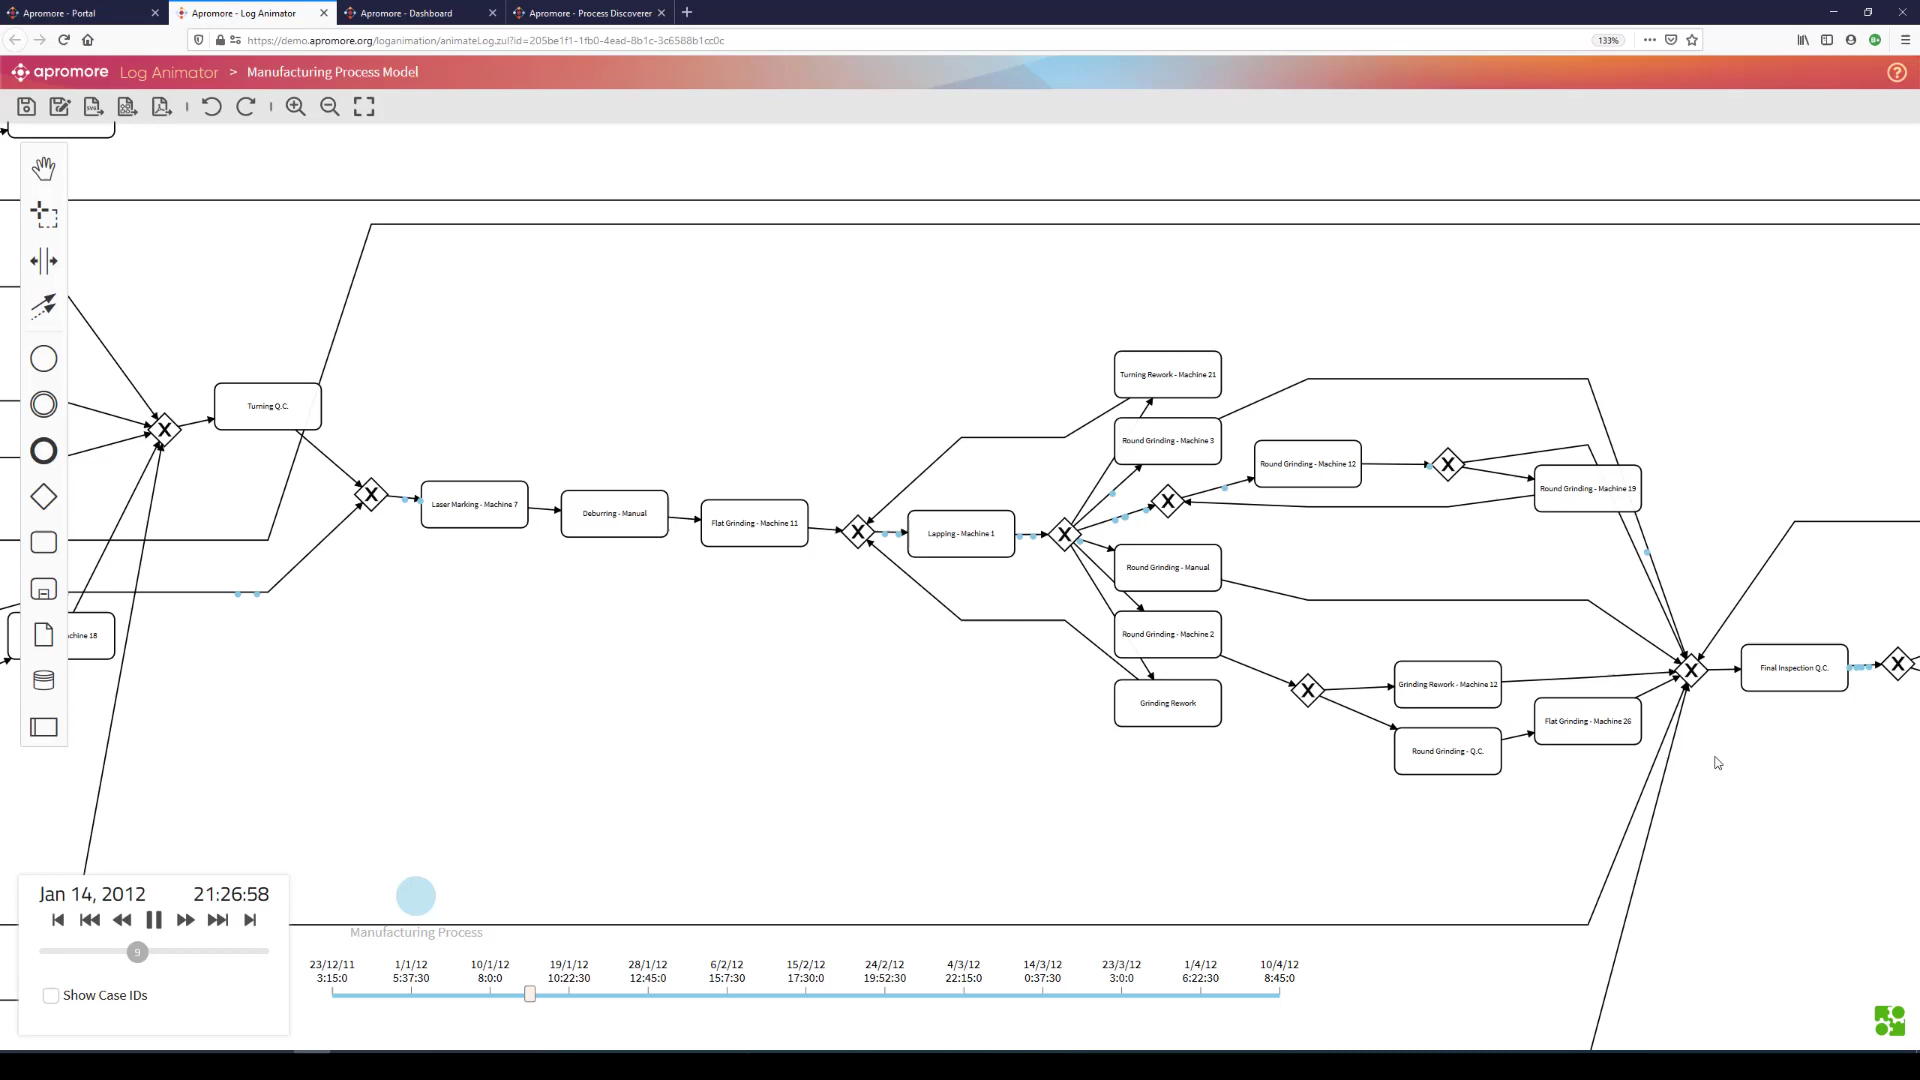 Apromore - Portal
Apromore - Log Animator
Apromore - Dashboard
Apromore - Process Discoverer
https://demo.apromore.org/loganimation/animateLog.zul?id=205be1f1-1fb0-4ead-8b1c-3c6588b1cc0c
133%
apromore Log Animator > Manufacturing Process Model
Turning Q.C.
Laser Marking - Machine 7
Deburring - Manual
Flat Grinding - Machine 11
Lapping - Machine 1
Turning Rework - Machine 21
Round Grinding - Machine 3
Round Grinding - Machine 12
Round Grinding - Machine 19
Round Grinding - Manual
Round Grinding - Machine 2
Grinding Rework
Grinding Rework - Machine 12
Flat Grinding - Machine 26
Round Grinding - Q.C.
Final Inspection Q.C.
achine 18
Jan 14, 2012 21:26:58
9
Show Case IDs
Manufacturing Process
23/12/11 1/1/12 10/1/12 19/1/12 28/1/12 6/2/12 15/2/12 24/2/12 4/3/12 14/3/12 23/3/12 1/4/12 10/4/12
3:15:0 5:37:30 8:0:0 10:22:30 12:45:0 15:7:30 17:30:0 19:52:30 22:15:0 0:37:30 3:0:0 6:22:30 8:45:0